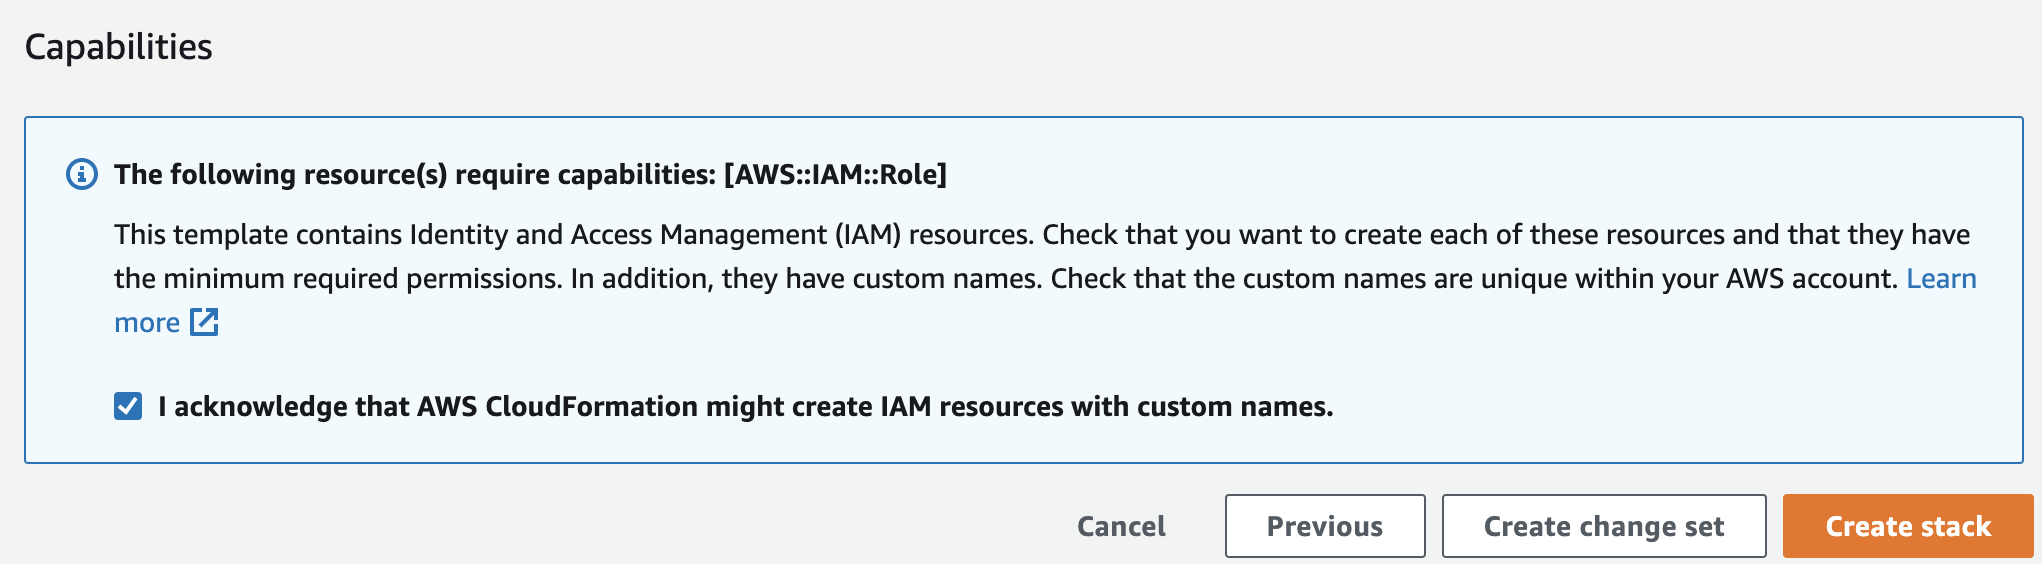 Capabilities
The following resource(s) require capabilities: [AWS::IAM::Role]
This template contains Identity and Access Management (IAM) resources. Check that you want to create each of these resources and that they have
the minimum required permissions. In addition, they have custom names. Check that the custom names are unique within your AWS account. Learn
more
I acknowledge that AWS CloudFormation might create IAM resources with custom names.
Cancel Previous Create change set Create stack